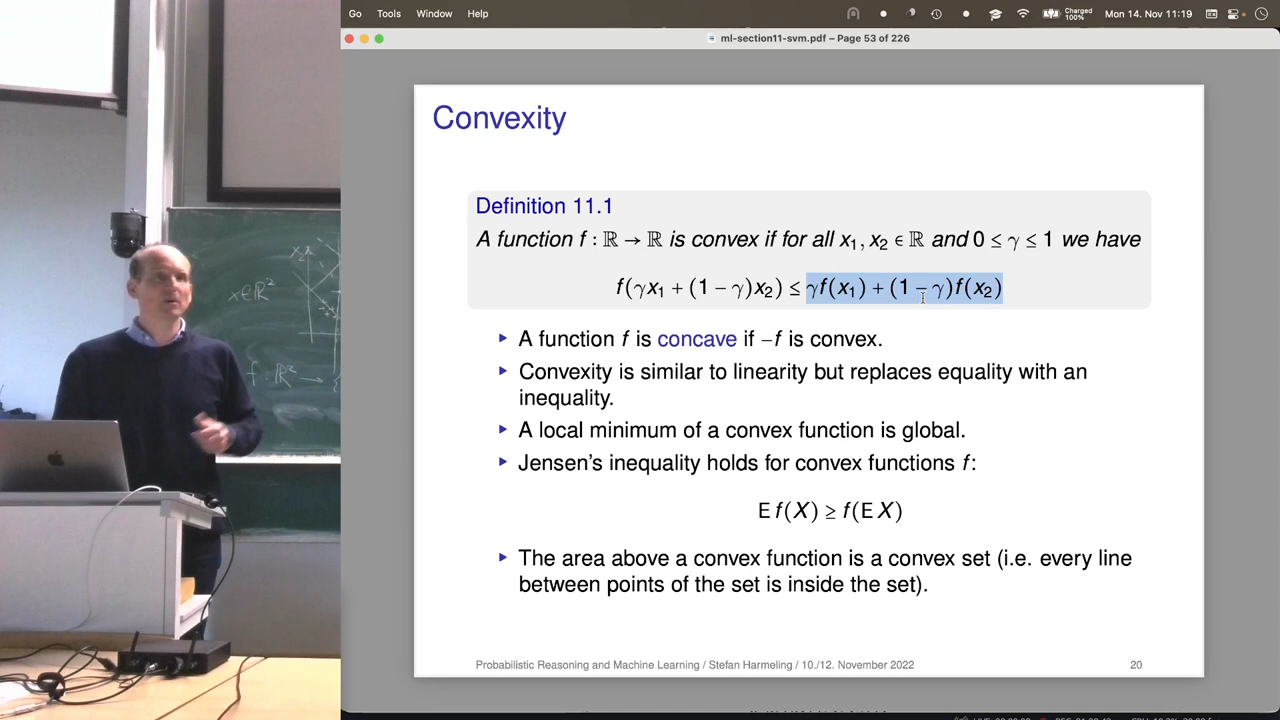 Go Tools Window Help
Charged 100% Mon 14. Nov 11:19
ml-section11-svm.pdf – Page 53 of 226
Convexity
Definition 11.1
A function f : ℝ → ℝ is convex if for all x₁, x₂ ∈ ℝ and 0 ≤ γ ≤ 1 we have
f(γx₁ + (1 − γ)x₂) ≤ γf(x₁) + (1 − γ)f(x₂)
▸ A function f is concave if −f is convex.
▸ Convexity is similar to linearity but replaces equality with an
inequality.
▸ A local minimum of a convex function is global.
▸ Jensen's inequality holds for convex functions f:
E f(X) ≥ f(E X)
▸ The area above a convex function is a convex set (i.e. every line
between points of the set is inside the set).
Probabilistic Reasoning and Machine Learning / Stefan Harmeling / 10./12. November 2022 20
x₂
x∈ℝ²
f : ℝ² →